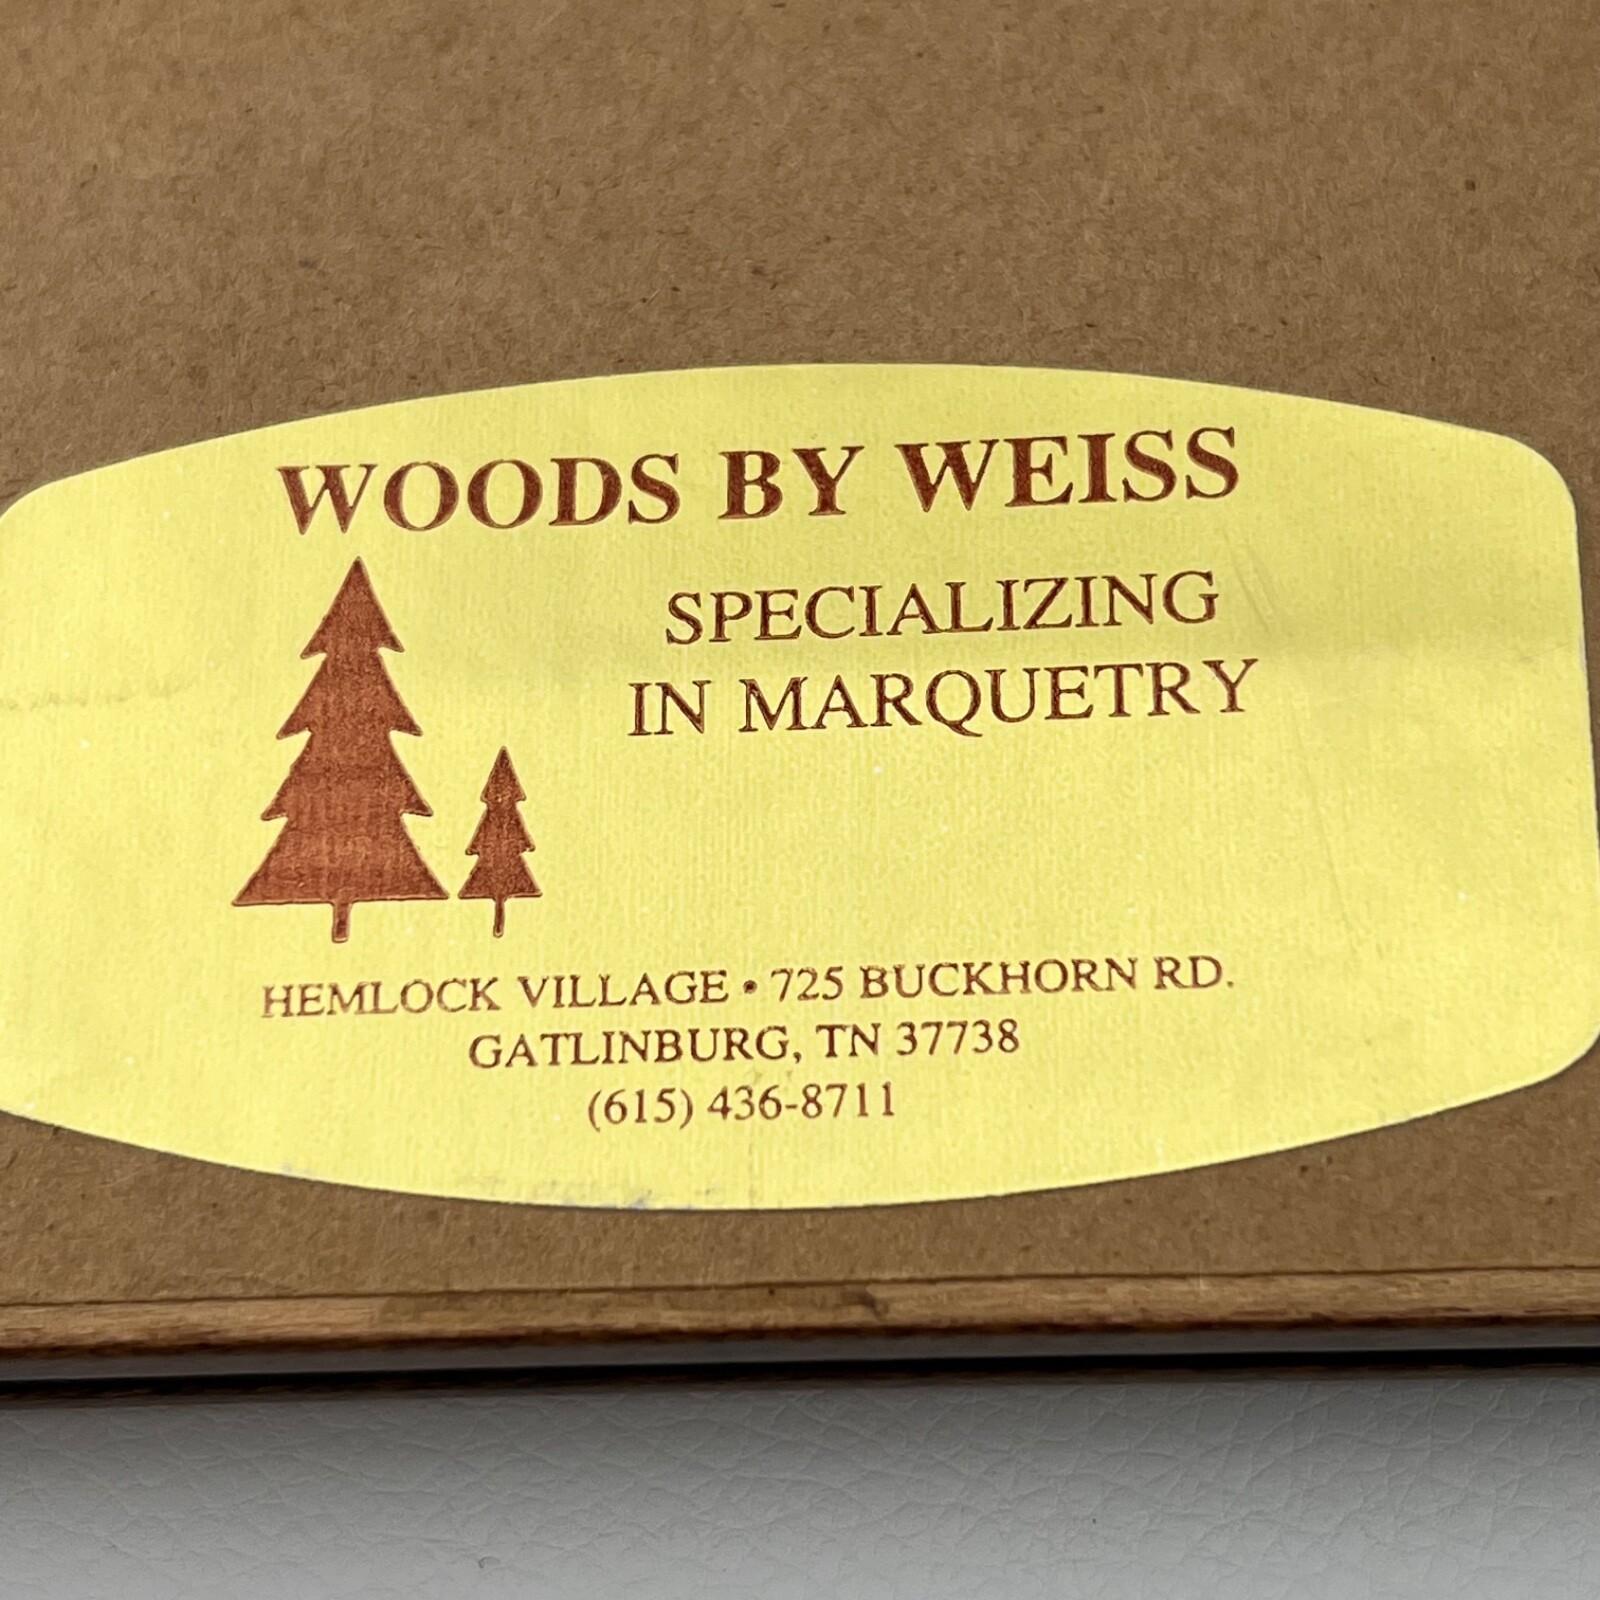 WOODS BY WEISS
SPECIALIZING
IN MARQUETRY
HEMLOCK VILLAGE • 725 BUCKHORN RD.
GATLINBURG, TN 37738
(615) 436-8711